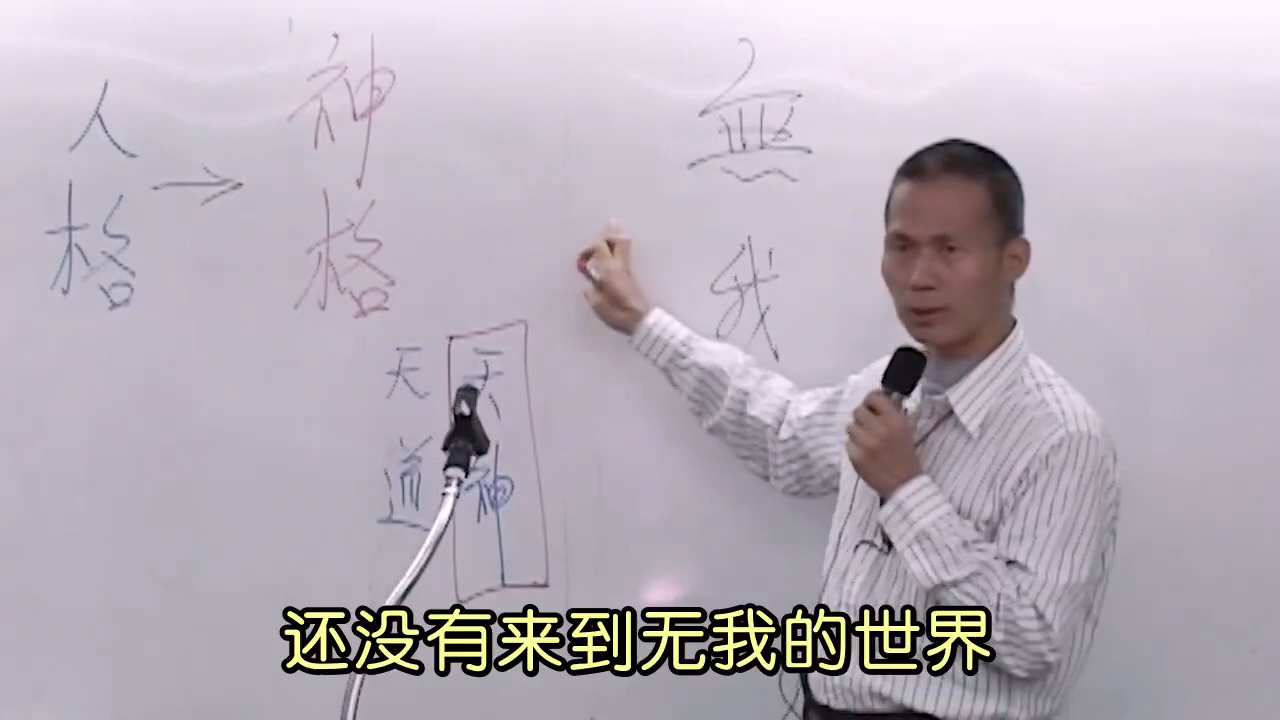 人格 → 神格
無我
天道
天神
还没有来到无我的世界